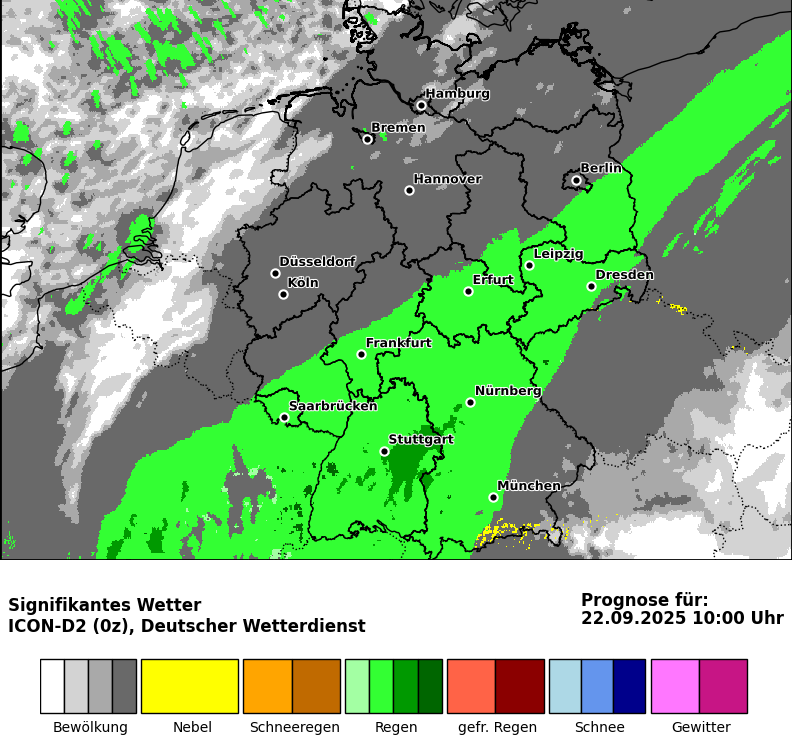 Hamburg
Bremen
Berlin
Hannover
Leipzig
Düsseldorf
Dresden
Köln
Erfurt
Frankfurt
Nürnberg
Saarbrücken
Stuttgart
München
Signifikantes Wetter
ICON-D2 (0z), Deutscher Wetterdienst
Prognose für:
22.09.2025 10:00 Uhr
Bewölkung Nebel Schneeregen Regen gefr. Regen Schnee Gewitter